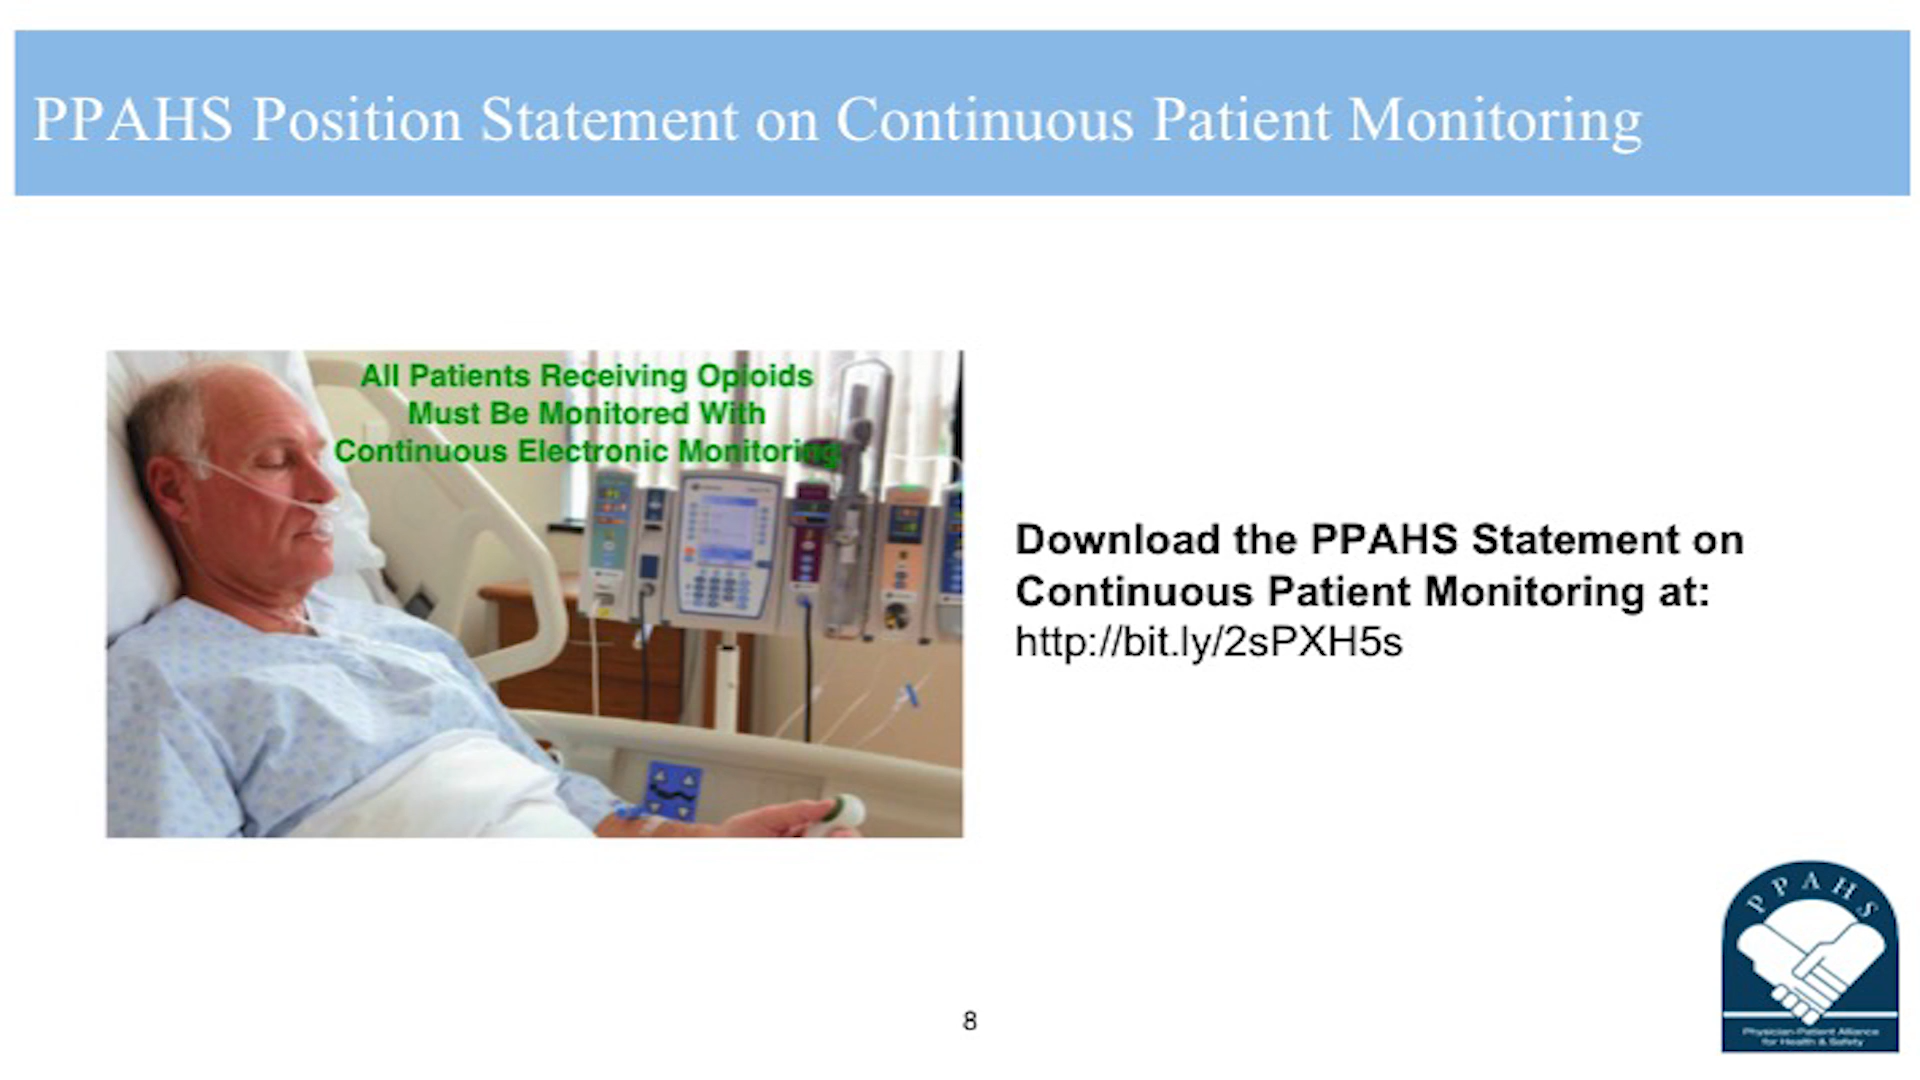 PPAHS Position Statement on Continuous Patient Monitoring
All Patients Receiving Opioids
Must Be Monitored With
Continuous Electronic Monitoring
Download the PPAHS Statement on
Continuous Patient Monitoring at:
http://bit.ly/2sPXH5s
PPAHS
Physician-Patient Alliance
for Health & Safety
8